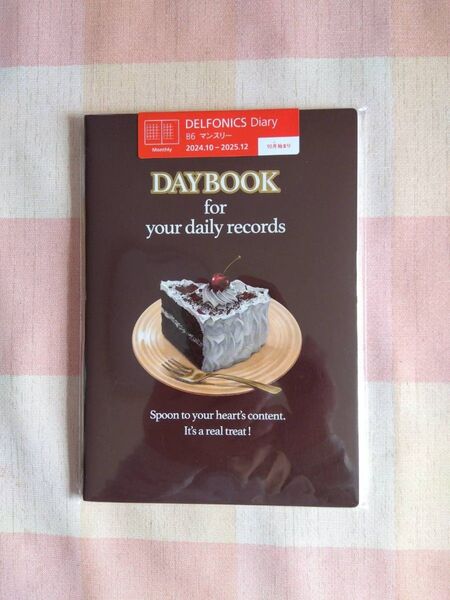 DELFONICS Diary
B6 マンスリー
Monthly
2024.10－2025.12
10月始まり
DAYBOOK
for
your daily records
Spoon to your heart's content.
It's a real treat!